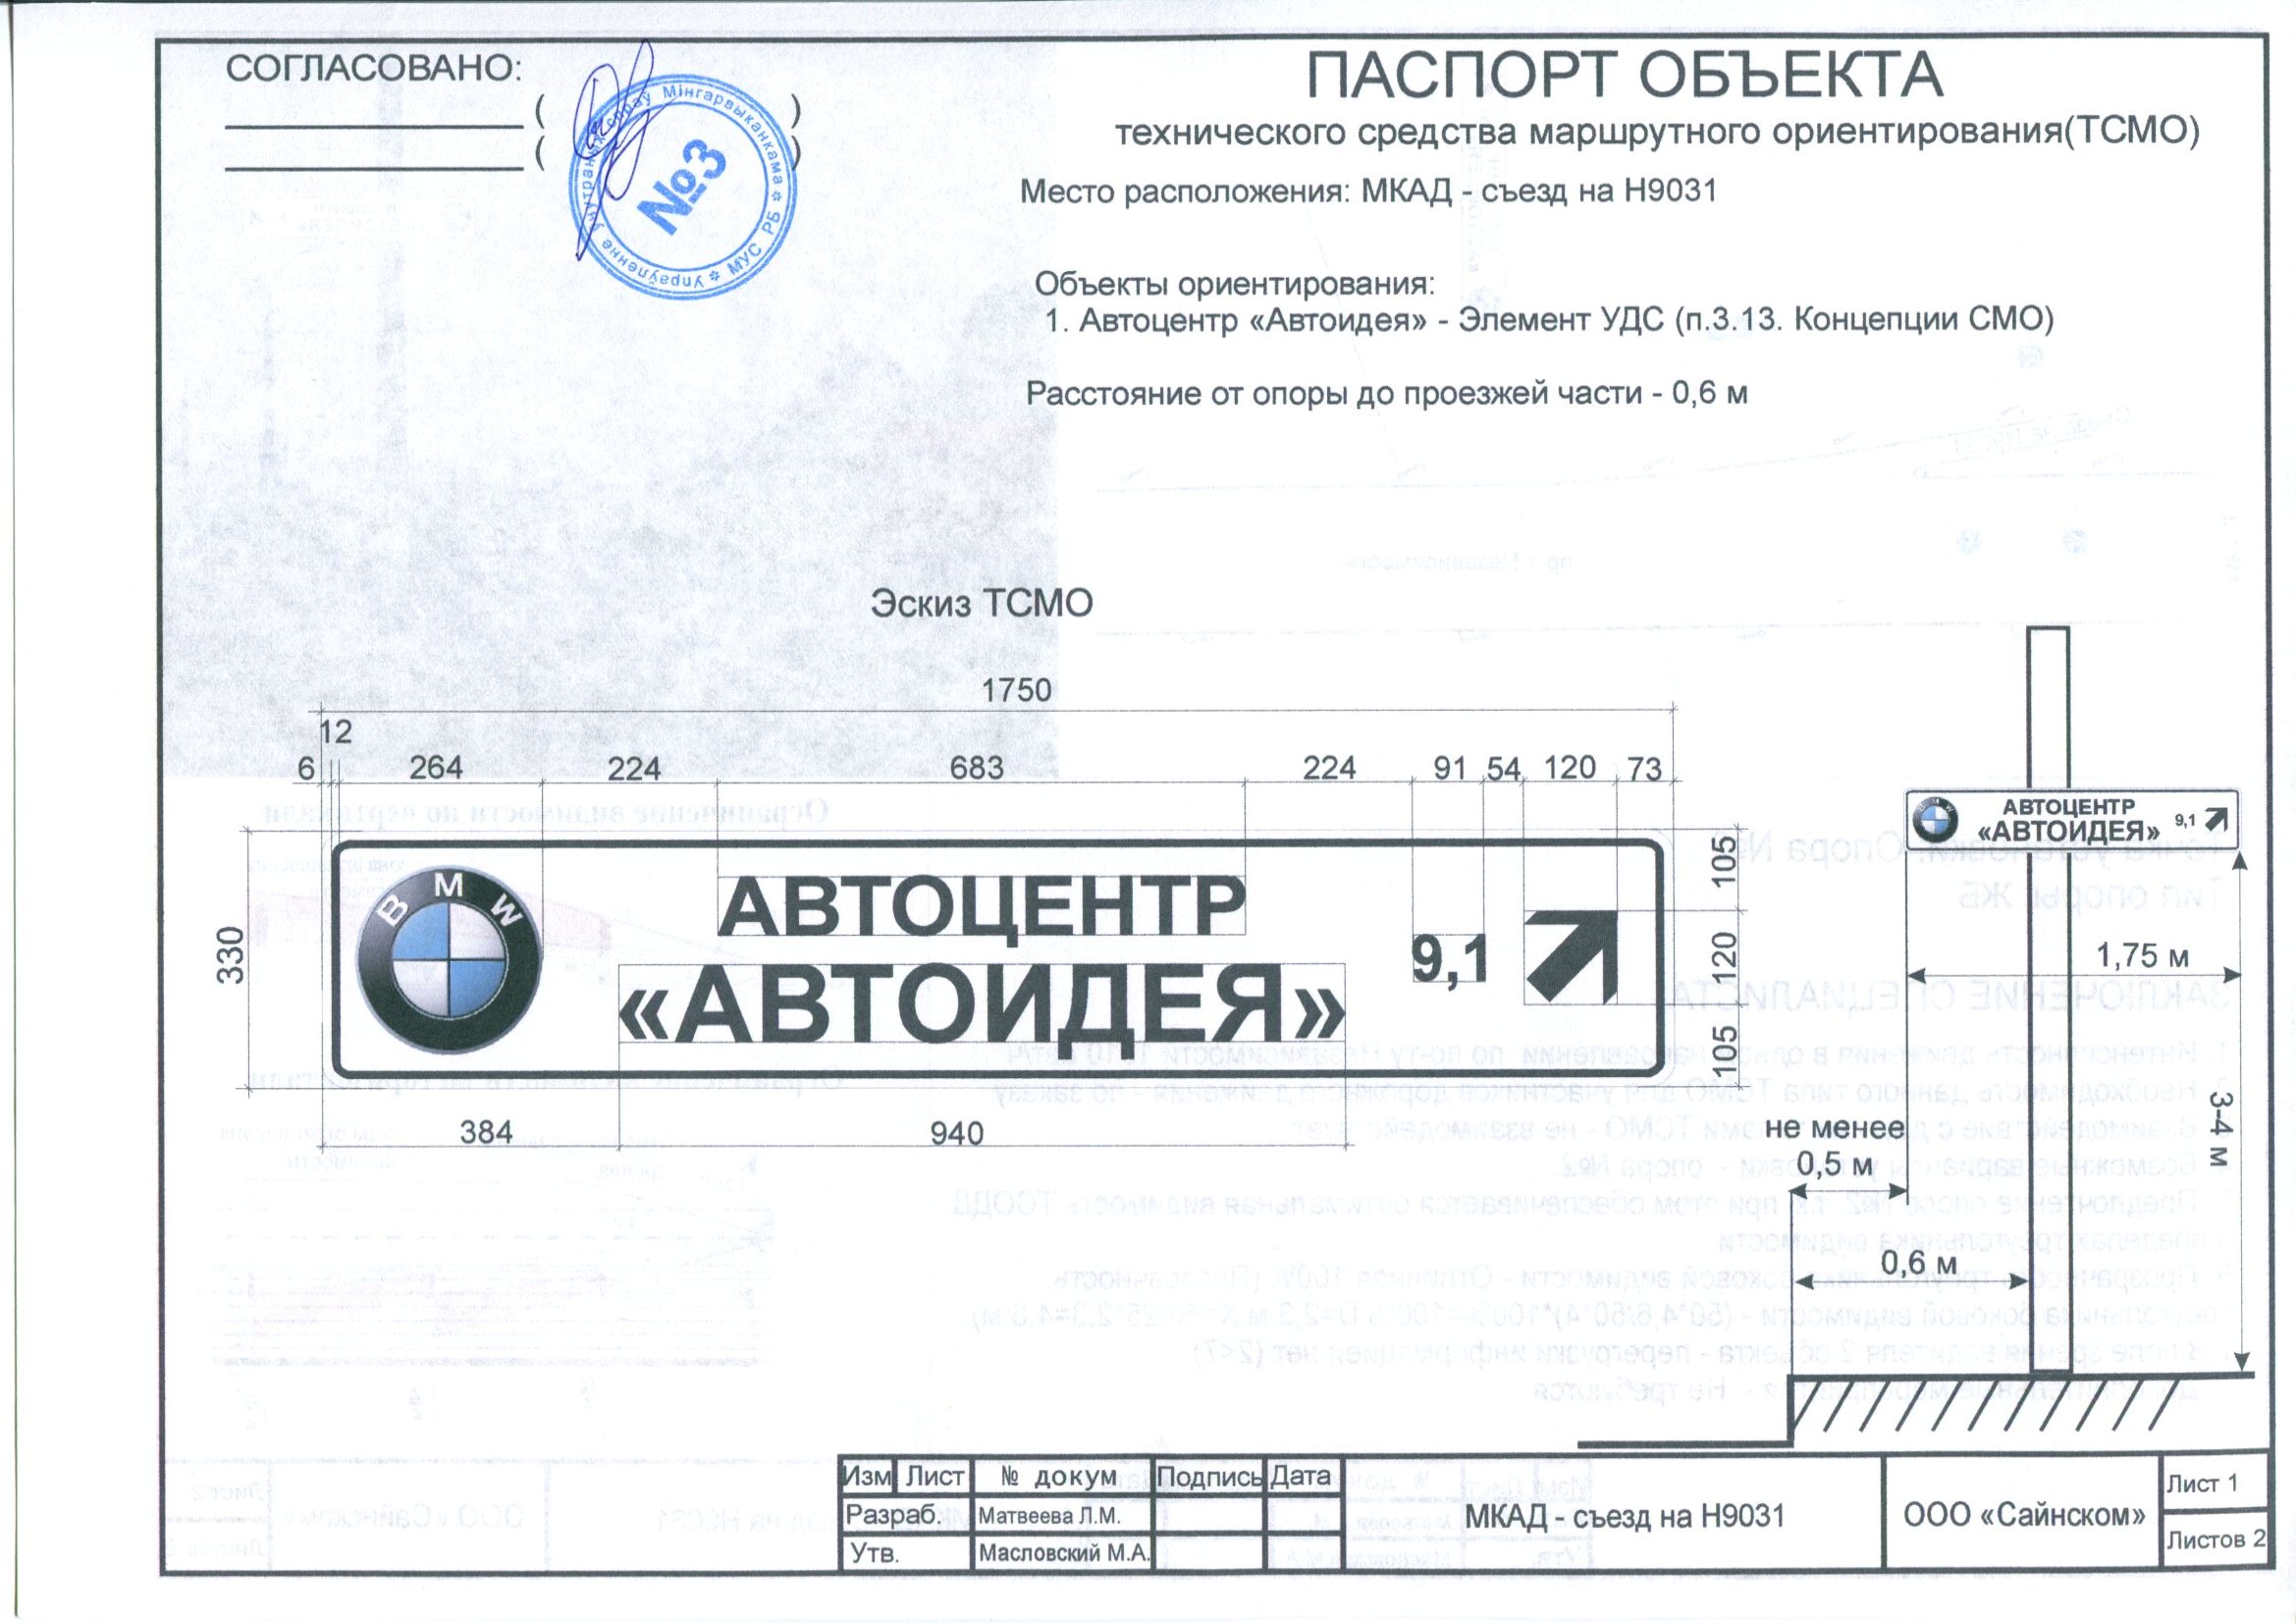 СОГЛАСОВАНО:
( )
( )
Упраўленне ўнутраных спраў Мінгарвыканкама * МУС РБ *
№3
ПАСПОРТ ОБЪЕКТА
технического средства маршрутного ориентирования(ТСМО)
Место расположения: МКАД - съезд на Н9031
Объекты ориентирования:
1. Автоцентр «Автоидея» - Элемент УДС (п.3.13. Концепции СМО)
Расстояние от опоры до проезжей части - 0,6 м
Эскиз ТСМО
1750
12
6 264 224 683 224 91 54 120 73
330
B M W
АВТОЦЕНТР
«АВТОИДЕЯ»
9,1
105
120
105
384 940
B M W
АВТОЦЕНТР
«АВТОИДЕЯ»
9,1
1,75 м
3-4 м
не менее
0,5 м
0,6 м
Изм Лист № докум Подпись Дата
Разраб. Матвеева Л.М.
Утв. Масловский М.А.
МКАД - съезд на Н9031
ООО «Сайнском»
Лист 1
Листов 2